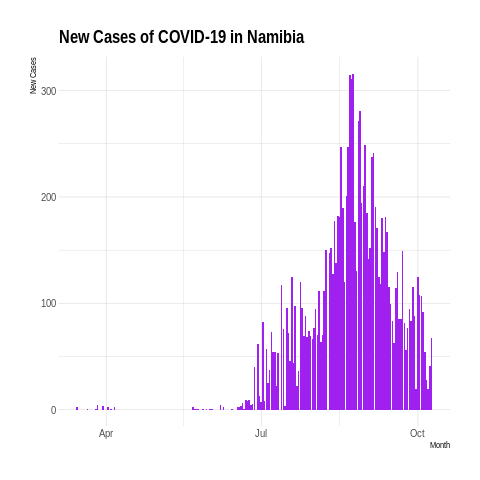 New Cases of COVID-19 in Namibia
New Cases
300
200
100
0
Apr Jul Oct
Month